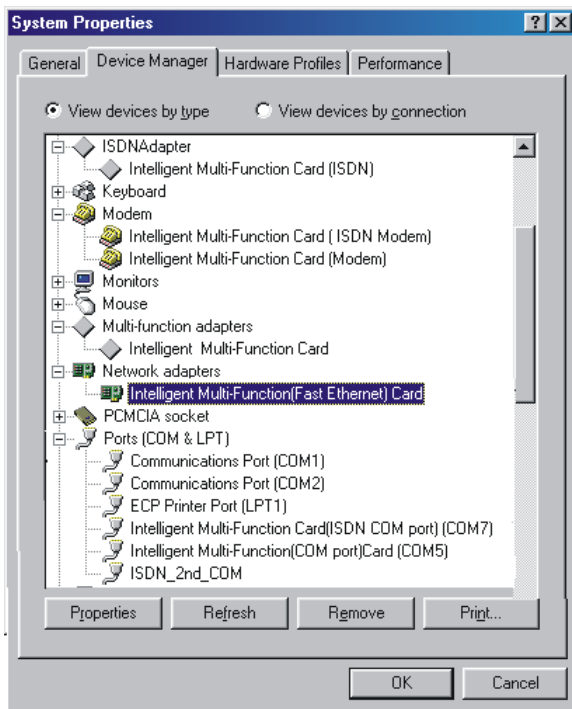 System Properties
General Device Manager Hardware Profiles Performance
View devices by type View devices by connection
ISDNAdapter
Intelligent Multi-Function Card (ISDN)
Keyboard
Modem
Intelligent Multi-Function Card ( ISDN Modem)
Intelligent Multi-Function Card (Modem)
Monitors
Mouse
Multi-function adapters
Intelligent Multi-Function Card
Network adapters
Intelligent Multi-Function(Fast Ethernet) Card
PCMCIA socket
Ports (COM & LPT)
Communications Port (COM1)
Communications Port (COM2)
ECP Printer Port (LPT1)
Intelligent Multi-Function Card(ISDN COM port) (COM7)
Intelligent Multi-Function(COM port)Card (COM5)
ISDN_2nd_COM
Properties Refresh Remove Print...
OK Cancel